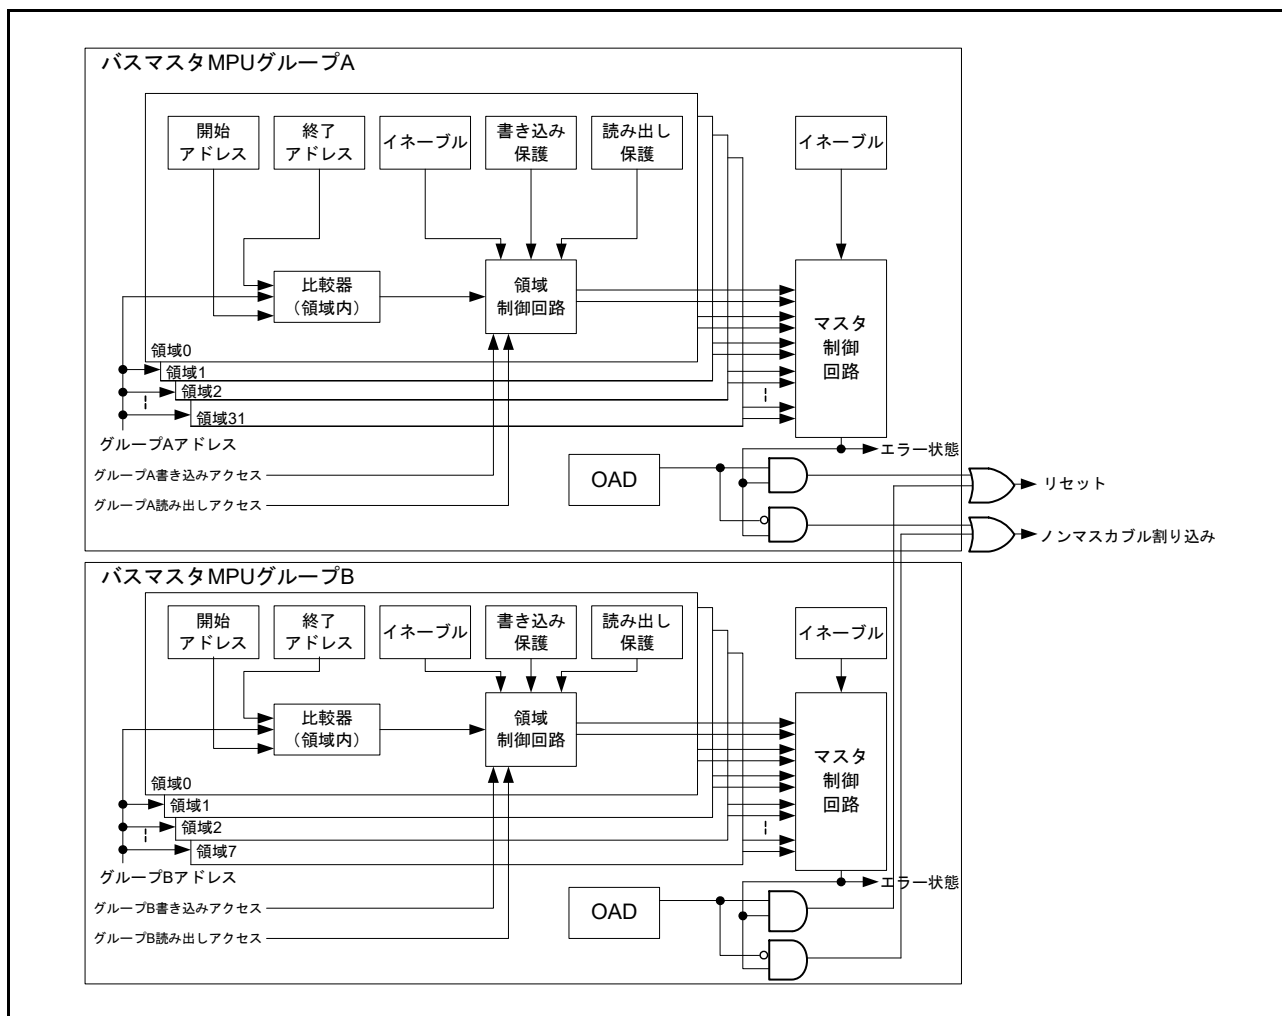 バスマスタMPUグループA
開始
アドレス
終了
アドレス
イネーブル
書き込み
保護
読み出し
保護
イネーブル
比較器
（領域内）
領域
制御回路
マスタ
制御
回路
領域0
領域1
領域2
領域31
グループAアドレス
グループA書き込みアクセス
グループA読み出しアクセス
OAD
エラー状態
リセット
ノンマスカブル割り込み
バスマスタMPUグループB
開始
アドレス
終了
アドレス
イネーブル
書き込み
保護
読み出し
保護
イネーブル
比較器
（領域内）
領域
制御回路
マスタ
制御
回路
領域0
領域1
領域2
領域7
グループBアドレス
グループB書き込みアクセス
グループB読み出しアクセス
OAD
エラー状態